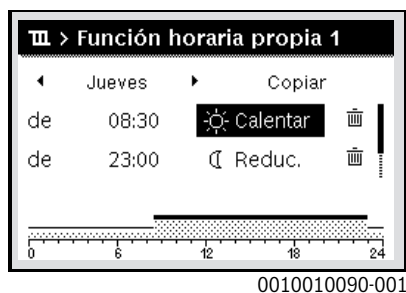 > Función horaria propia 1
Jueves Copiar
de 08:30 Calentar
de 23:00 Reduc.
0 6 12 18 24
0010010090-001